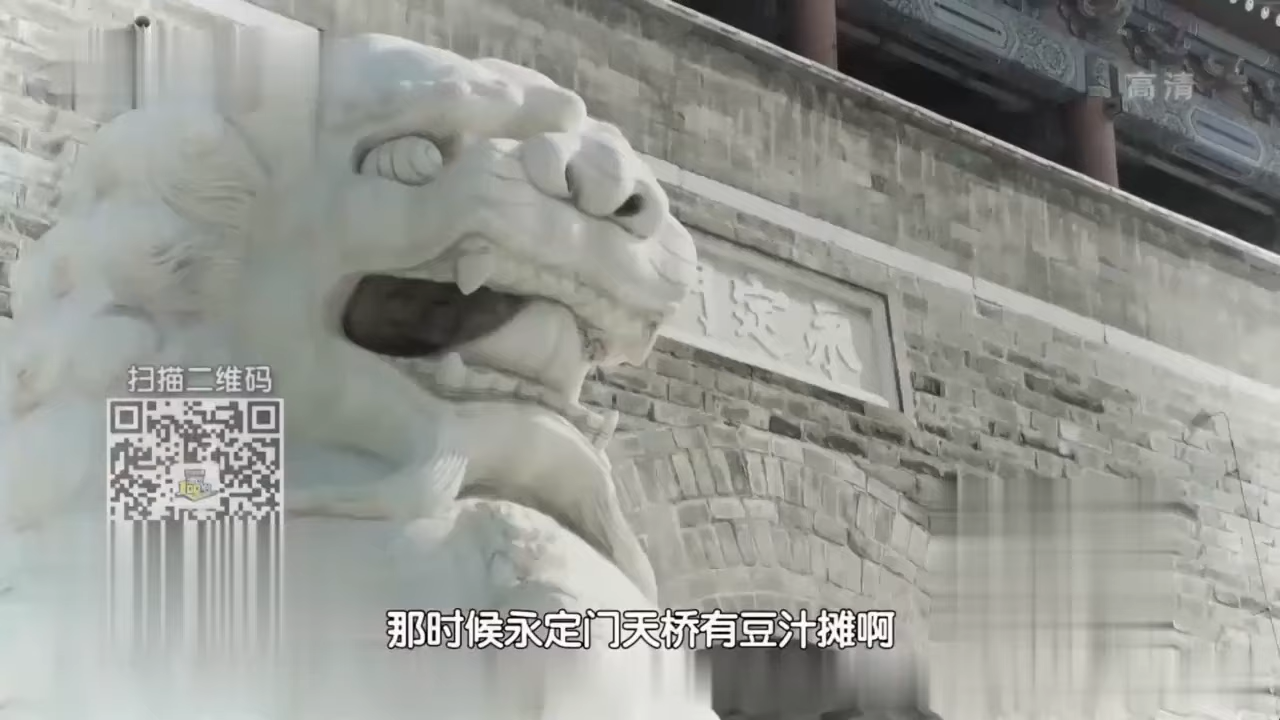 高清
永定门
扫描二维码
那时候永定门天桥有豆汁摊啊